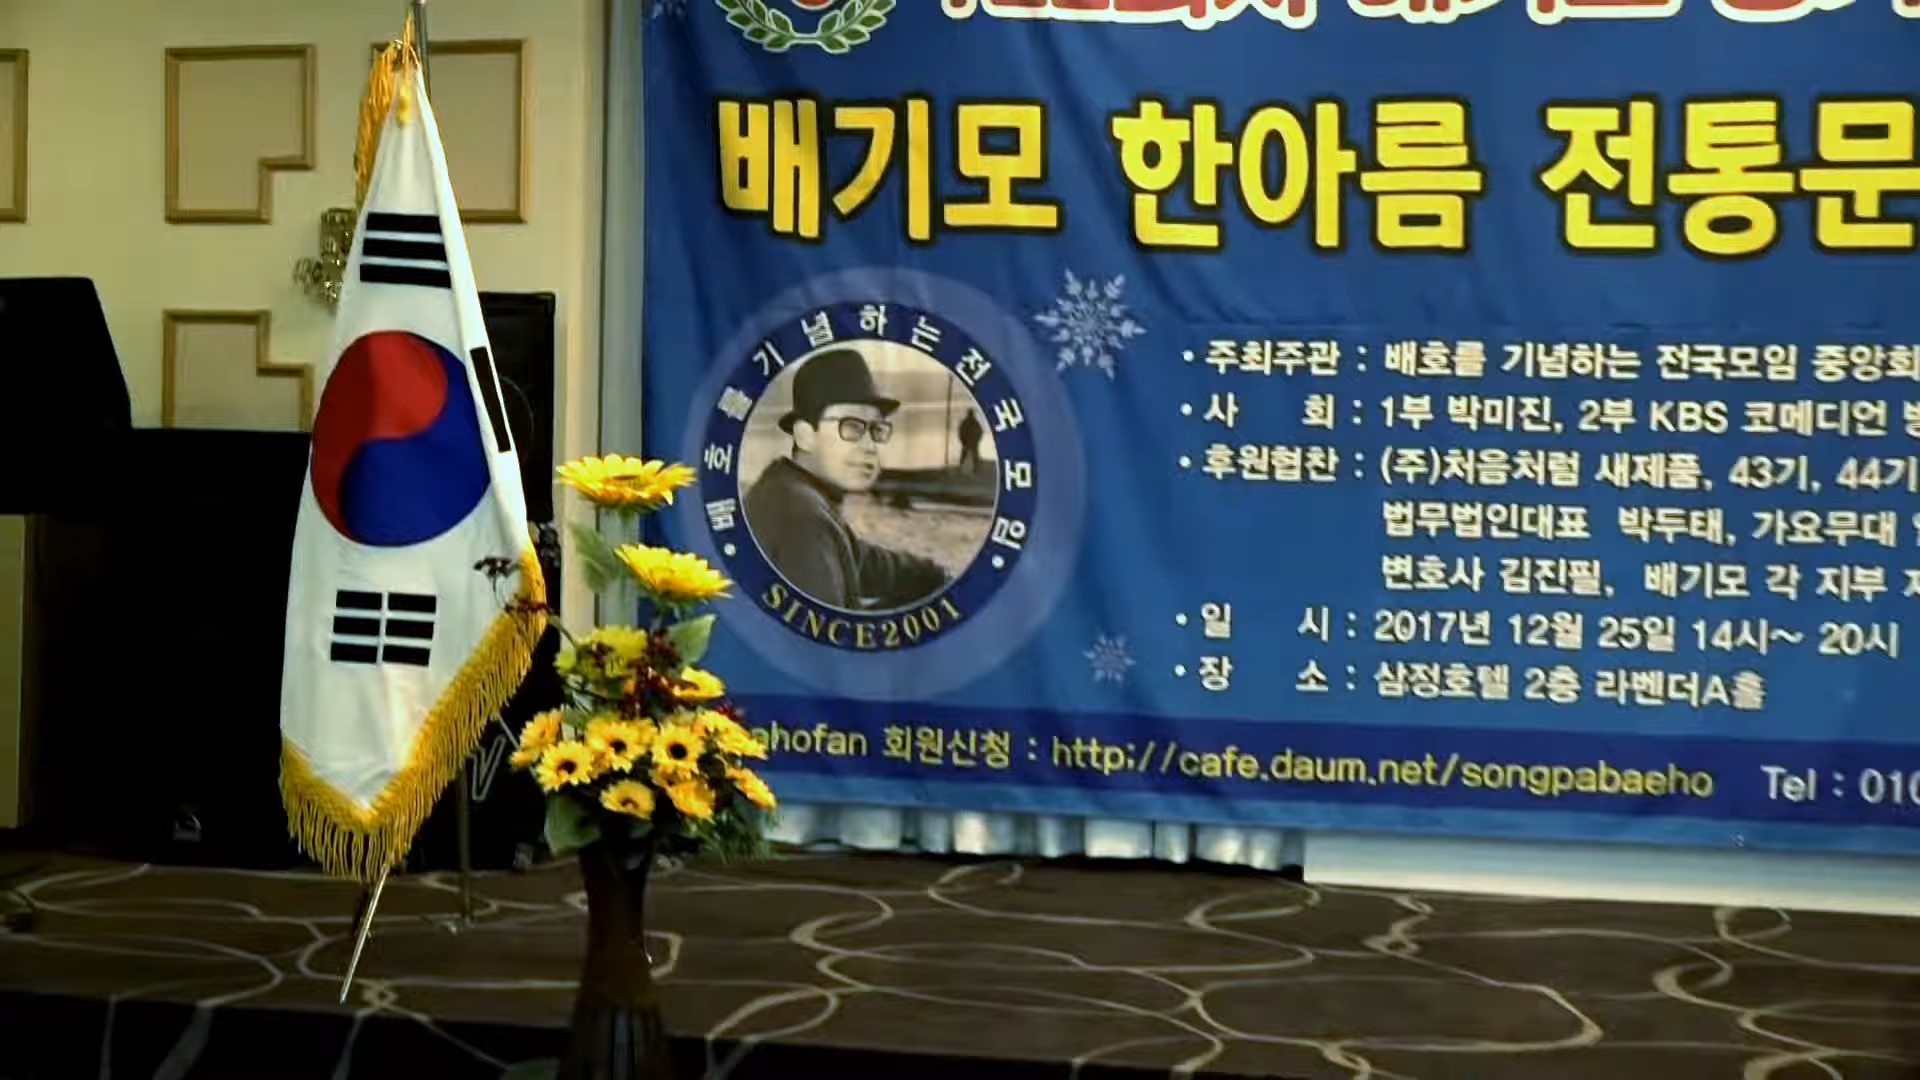 배기모 한아름 전통문
배호를 기념하는 전국모임
SINCE2001
• 주최주관 : 배호를 기념하는 전국모임 중앙회
• 사 회 : 1부 박미진, 2부 KBS 코메디언
• 후원협찬 : (주)처음처럼 새제품, 43기, 44기
법무법인대표 박두태, 가요무대
변호사 김진필, 배기모 각 지부
• 일 시 : 2017년 12월 25일 14시~ 20시
• 장 소 : 삼정호텔 2층 라벤더A홀
ahofan 회원신청 : http://cafe.daum.net/songpabaeho Tel : 010